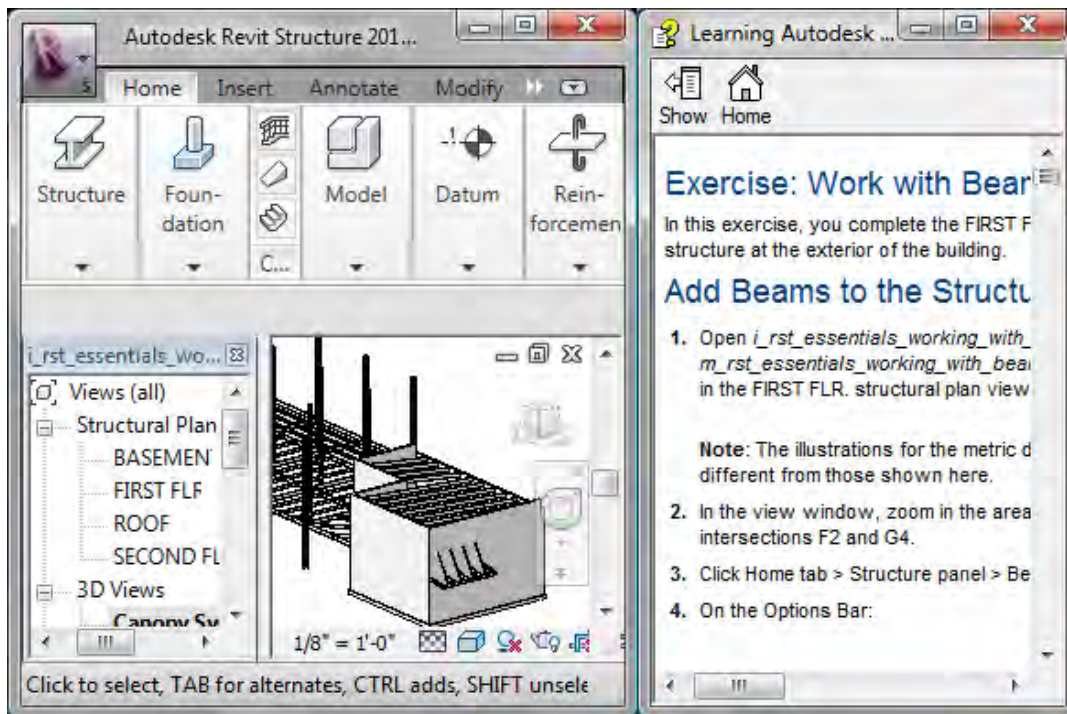 Autodesk Revit Structure 201...
S
Home Insert Annotate Modify
Structure
Foun-
dation
C...
Model
Datum
Rein-
forcemen
i_rst_essentials_wo...
Views (all)
Structural Plan
BASEMEN
FIRST FLR
ROOF
SECOND FL
3D Views
Canopy Sy
1/8" = 1'-0"
Click to select, TAB for alternates, CTRL adds, SHIFT unsele
Learning Autodesk ...
Show Home
Exercise: Work with Bear
In this exercise, you complete the FIRST F
structure at the exterior of the building.
Add Beams to the Structu
1. Open i_rst_essentials_working_with_
m_rst_essentials_working_with_bear
in the FIRST FLR. structural plan view
Note: The illustrations for the metric d
different from those shown here.
2. In the view window, zoom in the area
intersections F2 and G4.
3. Click Home tab > Structure panel > Be
4. On the Options Bar: